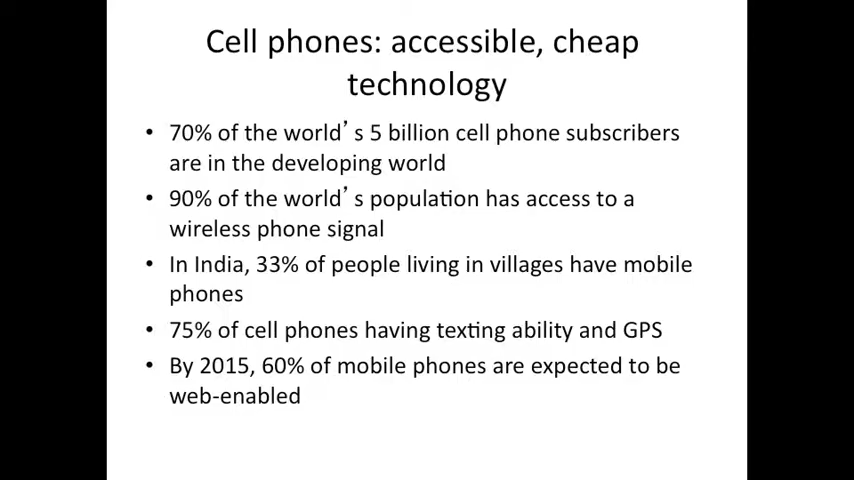 Cell phones: accessible, cheap
technology
• 70% of the world’s 5 billion cell phone subscribers
are in the developing world
• 90% of the world’s population has access to a
wireless phone signal
• In India, 33% of people living in villages have mobile
phones
• 75% of cell phones having texting ability and GPS
• By 2015, 60% of mobile phones are expected to be
web-enabled